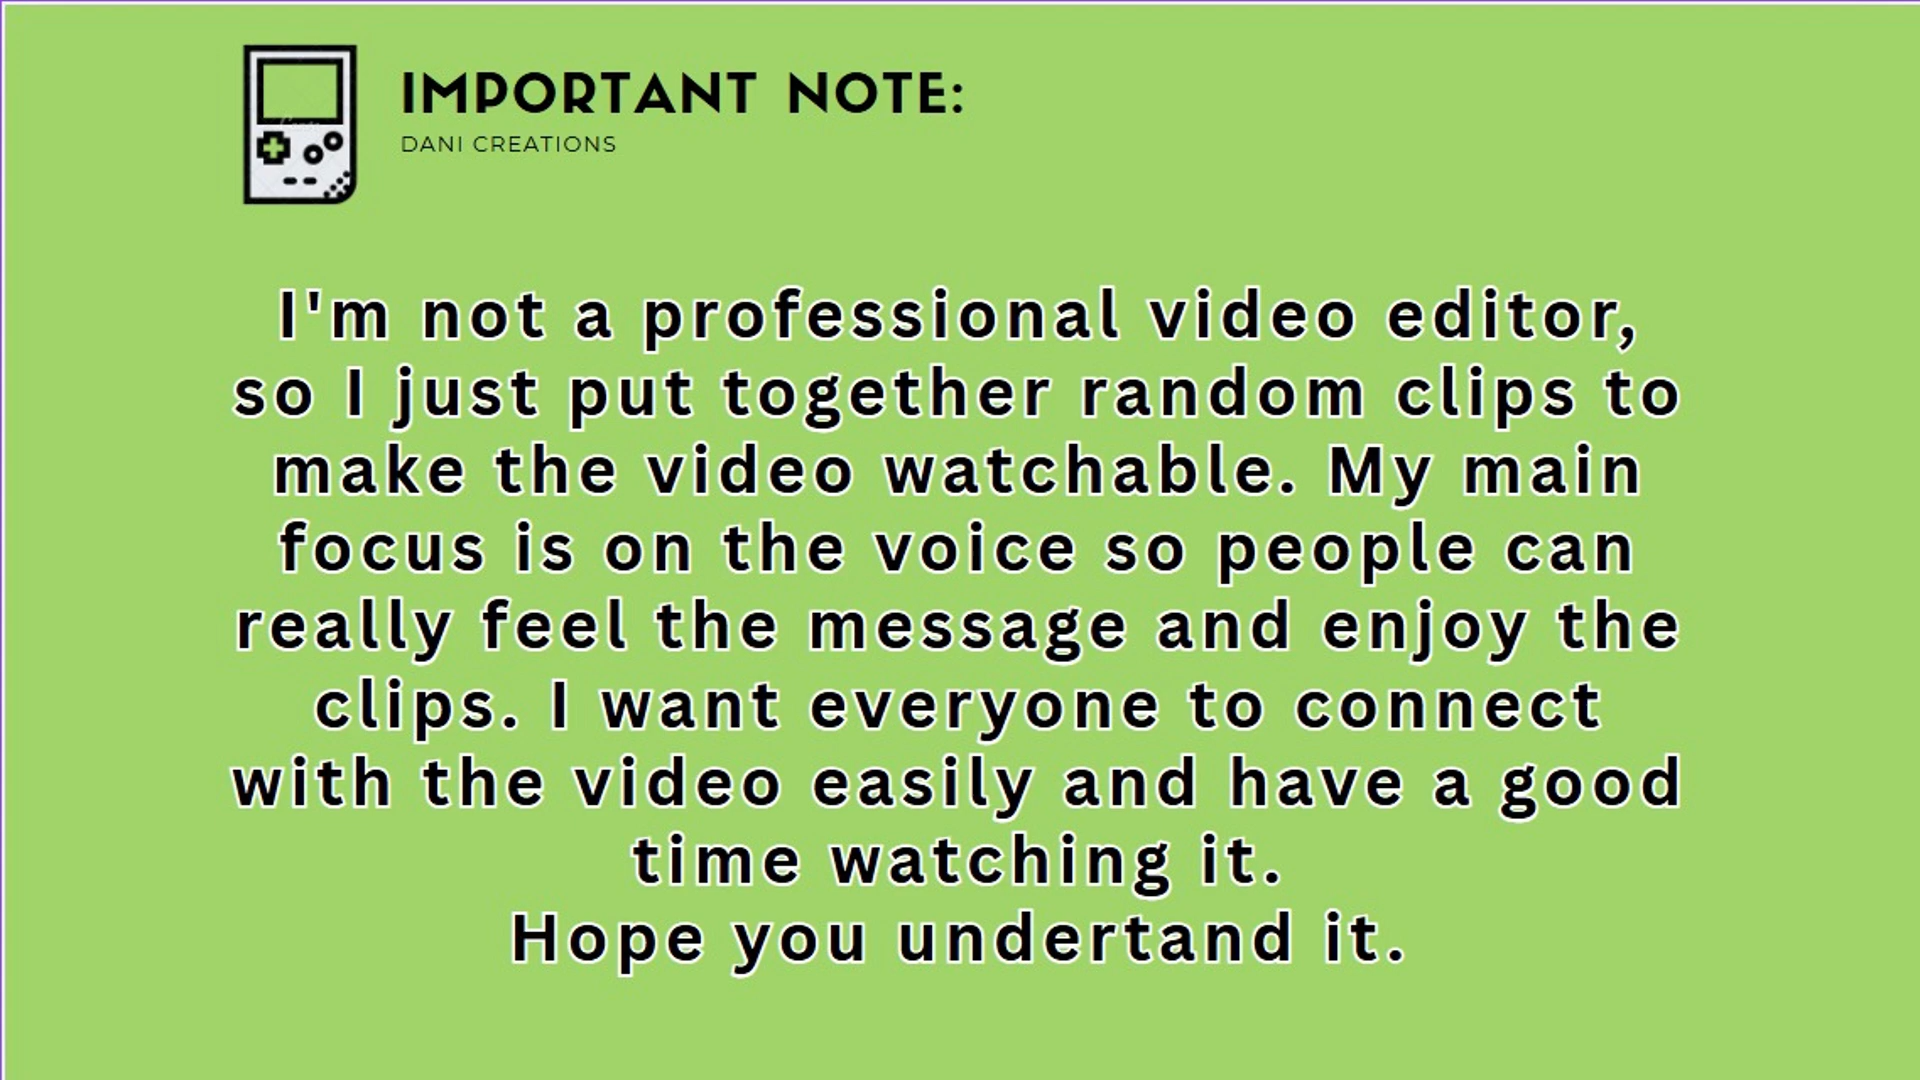 IMPORTANT NOTE:
DANI CREATIONS
I'm not a professional video editor,
so I just put together random clips to
make the video watchable. My main
focus is on the voice so people can
really feel the message and enjoy the
clips. I want everyone to connect
with the video easily and have a good
time watching it.
Hope you undertand it.